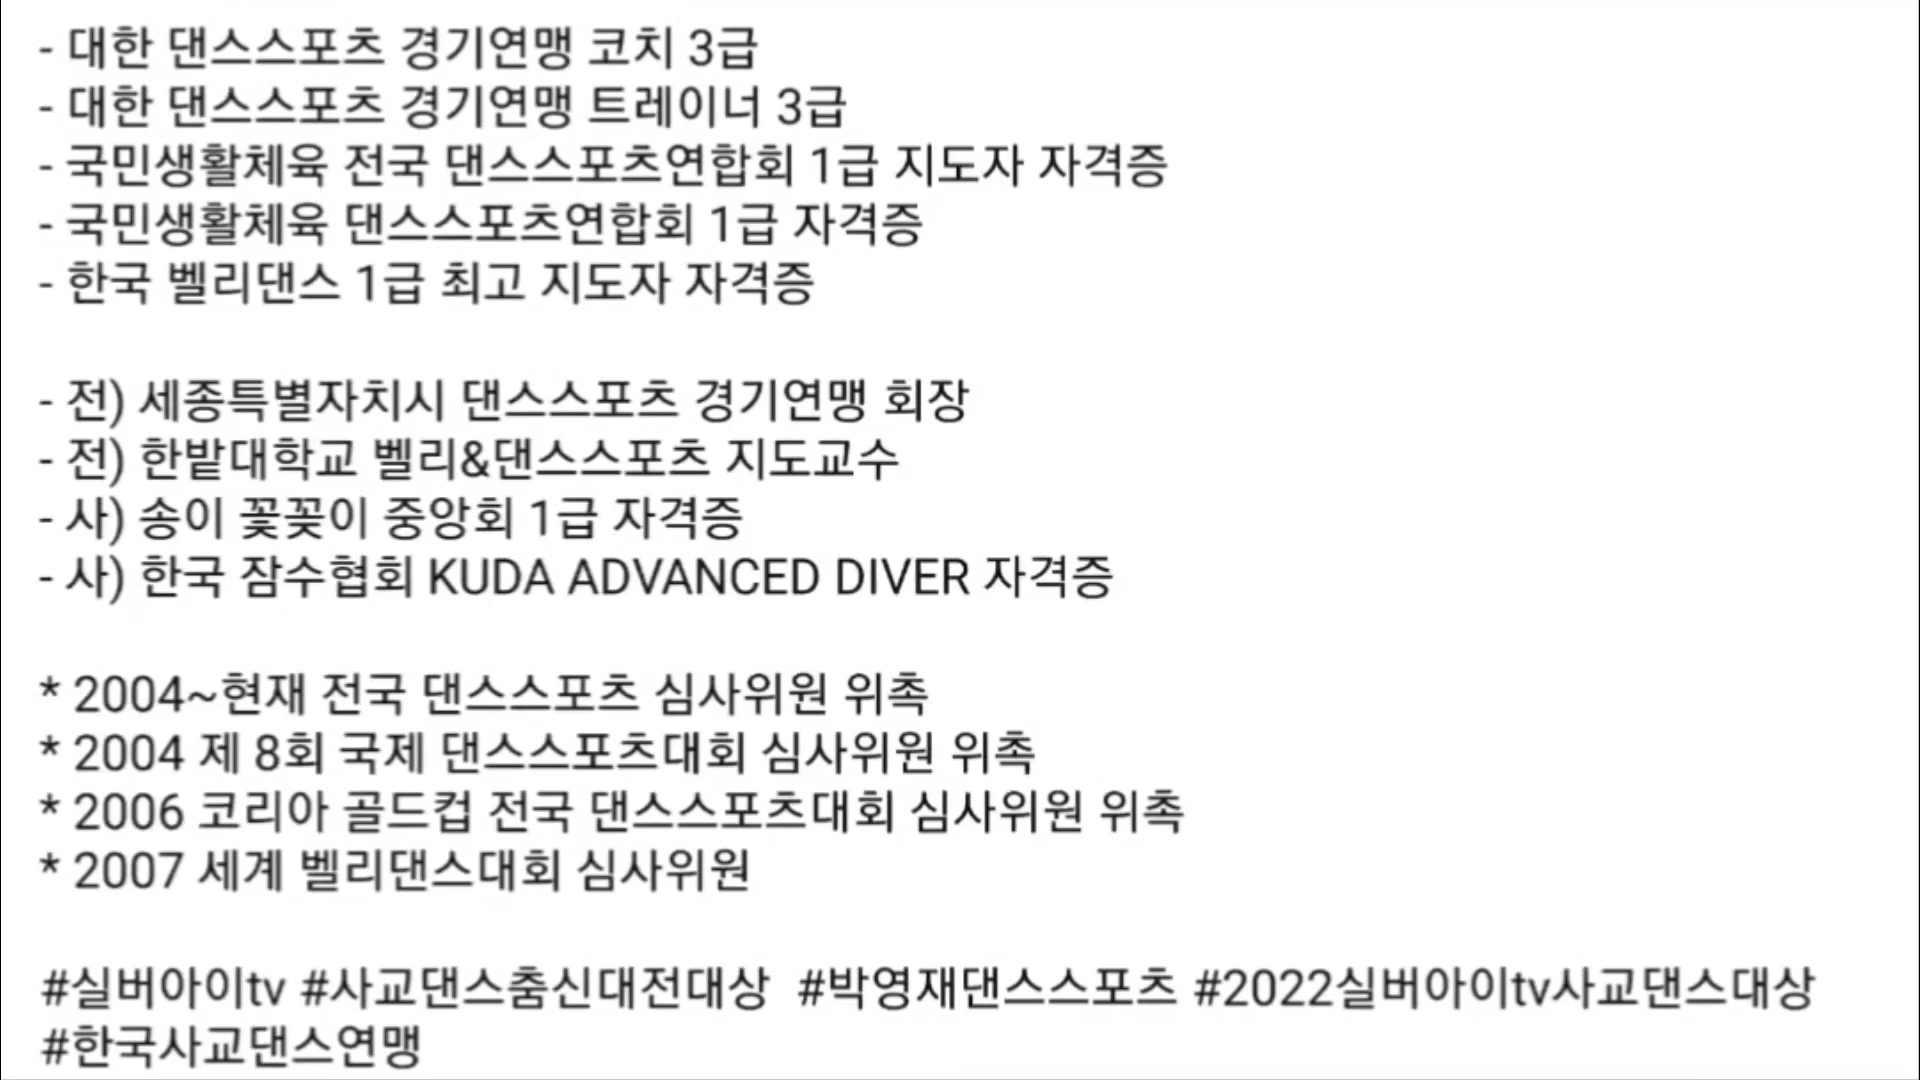 - 대한 댄스스포츠 경기연맹 코치 3급
- 대한 댄스스포츠 경기연맹 트레이너 3급
- 국민생활체육 전국 댄스스포츠연합회 1급 지도자 자격증
- 국민생활체육 댄스스포츠연합회 1급 자격증
- 한국 벨리댄스 1급 최고 지도자 자격증
- 전) 세종특별자치시 댄스스포츠 경기연맹 회장
- 전) 한밭대학교 벨리&댄스스포츠 지도교수
- 사) 송이 꽃꽂이 중앙회 1급 자격증
- 사) 한국 잠수협회 KUDA ADVANCED DIVER 자격증
* 2004~현재 전국 댄스스포츠 심사위원 위촉
* 2004 제 8회 국제 댄스스포츠대회 심사위원 위촉
* 2006 코리아 골드컵 전국 댄스스포츠대회 심사위원 위촉
* 2007 세계 벨리댄스대회 심사위원
#실버아이tv #사교댄스춤신대전대상 #박영재댄스스포츠 #2022실버아이tv사교댄스대상
#한국사교댄스연맹